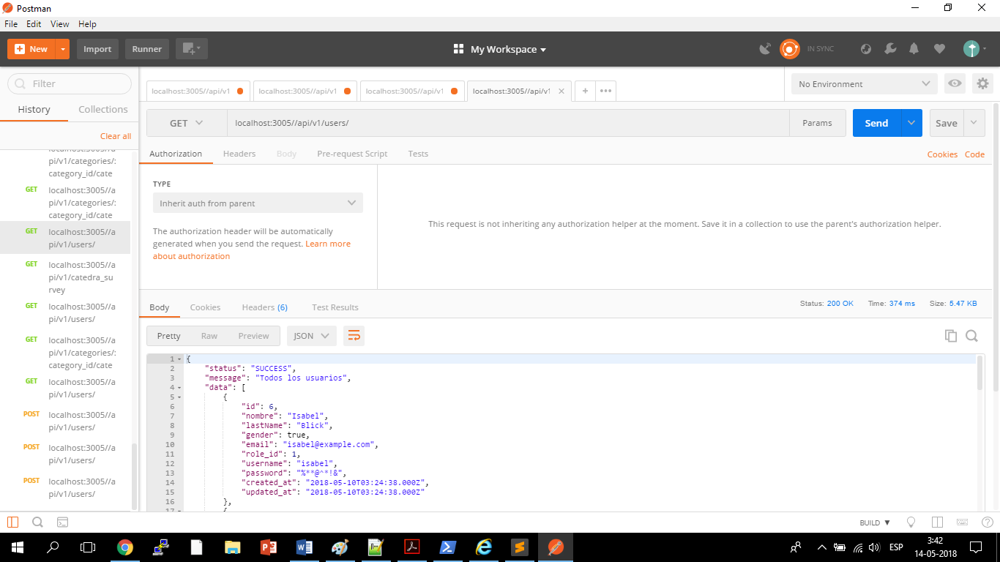 Postman
File Edit View Help
New Import Runner My Workspace IN SYNC
Filter
History Collections
Clear all
pi/v1/categories/:
category_id/cate
GET localhost:3005//a
pi/v1/categories/:
category_id/cate
GET localhost:3005//a
pi/v1/users/
GET localhost:3005//a
pi/v1/catedra_su
rvey
GET localhost:3005//a
pi/v1/users/
GET localhost:3005//a
pi/v1/categories/:
category_id/cate
GET localhost:3005//a
pi/v1/users/
POST localhost:3005//a
pi/v1/users/
POST localhost:3005//a
pi/v1/users/
POST localhost:3005//a
pi/v1/users/
localhost:3005//api/v1 localhost:3005//api/v1 localhost:3005//api/v1 localhost:3005//api/v1 + •••
No Environment
GET localhost:3005//api/v1/users/ Params Send Save
Authorization Headers Body Pre-request Script Tests Cookies Code
TYPE
Inherit auth from parent
The authorization header will be automatically
generated when you send the request. Learn more
about authorization
This request is not inheriting any authorization helper at the moment. Save it in a collection to use the parent's authorization helper.
Body Cookies Headers (6) Test Results Status: 200 OK Time: 374 ms Size: 5.47 KB
Pretty Raw Preview JSON
1 {
2 "status": "SUCCESS",
3 "message": "Todos los usuarios",
4 "data": [
5 {
6 "id": 6,
7 "nombre": "Isabel",
8 "lastName": "Blick",
9 "gender": true,
10 "email": "isabel@example.com",
11 "role_id": 1,
12 "username": "isabel",
13 "password": "%**@^*!&",
14 "created_at": "2018-05-10T03:24:38.000Z",
15 "updated_at": "2018-05-10T03:24:38.000Z"
16 },
17 {
BUILD
ESP
3:42
14-05-2018